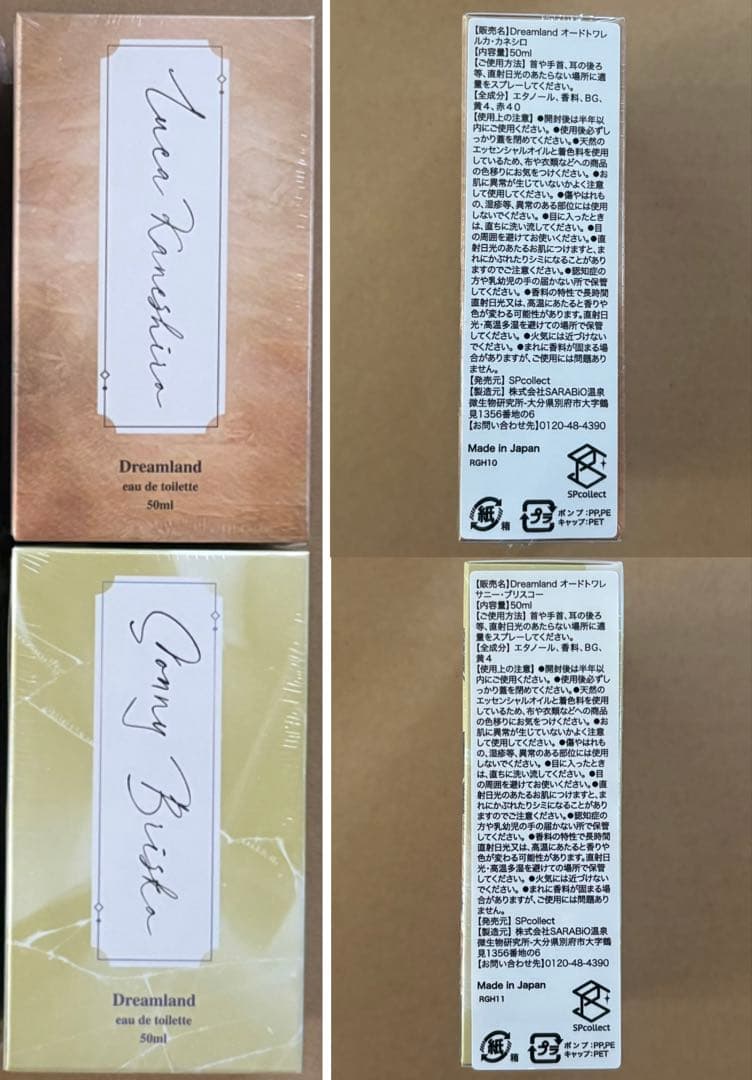 Luca Kaneshiro
Dreamland
eau de toilette
50ml
【販売名】Dreamland オードトワレ
ルカ・カネシロ
【内容量】50ml
【ご使用方法】首や手首、耳の後ろ
等、直射日光のあたらない場所に適
量をスプレーしてください。
【全成分】エタノール、香料、BG、
黄4、赤40
【使用上の注意】●開封後は半年以
内にご使用ください。●使用後必ずし
っかり蓋を閉めてください。●天然の
エッセンシャルオイルと着色料を使用
しているため、布や衣類などへの商品
の色移りにお気をつけください。●お
肌に異常が生じていないかよく注意
して使用してください。●傷やはれも
の、湿疹等、異常のある部位には使用
しないでください。●目に入ったとき
は、直ちに洗い流してください。●目
の周囲を避けてお使いください。●直
射日光のあたるお肌につけますと、ま
れにかぶれたりシミになることがあり
ますのでご注意ください。●認知症の
方や乳幼児の手の届かない所で保管
してください。●香料の特性で長時間
直射日光又は、高温にあたると香りや
色が変わる可能性があります。直射日
光・高温多湿を避けての場所で保管
してください。●火気には近づけない
でください。●まれに香料が固まる場
合がありますが、ご使用には問題あり
ません。
【発売元】SPcollect
【製造元】株式会社SARABiO温泉
微生物研究所-大分県別府市大字鶴
見1356番地の6
【お問い合わせ先】0120-48-4390
Made in Japan
RGH10
SPcollect
紙 箱
プラ ポンプ:PP,PE
キャップ:PET
Sonny Brisko
Dreamland
eau de toilette
50ml
【販売名】Dreamland オードトワレ
サニー・ブリスコー
【内容量】50ml
【ご使用方法】首や手首、耳の後ろ
等、直射日光のあたらない場所に適
量をスプレーしてください。
【全成分】エタノール、香料、BG、
黄4
【使用上の注意】●開封後は半年以
内にご使用ください。●使用後必ずし
っかり蓋を閉めてください。●天然の
エッセンシャルオイルと着色料を使用
しているため、布や衣類などへの商品
の色移りにお気をつけください。●お
肌に異常が生じていないかよく注意
して使用してください。●傷やはれも
の、湿疹等、異常のある部位には使用
しないでください。●目に入ったとき
は、直ちに洗い流してください。●目
の周囲を避けてお使いください。●直
射日光のあたるお肌につけますと、ま
れにかぶれたりシミになることがあり
ますのでご注意ください。●認知症の
方や乳幼児の手の届かない所で保管
してください。●香料の特性で長時間
直射日光又は、高温にあたると香りや
色が変わる可能性があります。直射日
光・高温多湿を避けての場所で保管
してください。●火気には近づけない
でください。●まれに香料が固まる場
合がありますが、ご使用には問題あり
ません。
【発売元】SPcollect
【製造元】株式会社SARABiO温泉
微生物研究所-大分県別府市大字鶴
見1356番地の6
【お問い合わせ先】0120-48-4390
Made in Japan
RGH11
SPcollect
紙 箱
プラ ポンプ:PP,PE
キャップ:PET